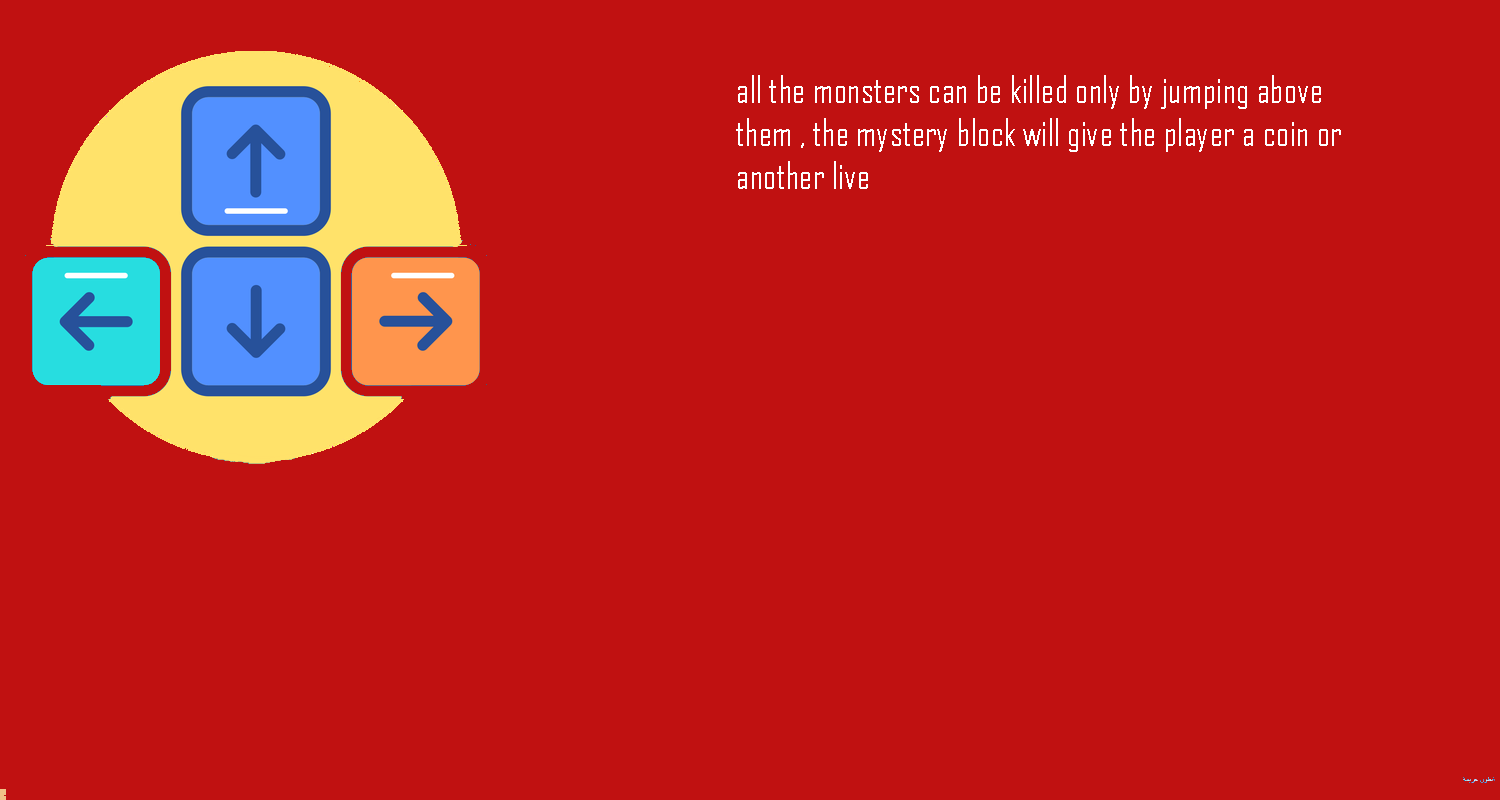 all the monsters can be killed only by jumping above
them , the mystery block will give the player a coin or
another live